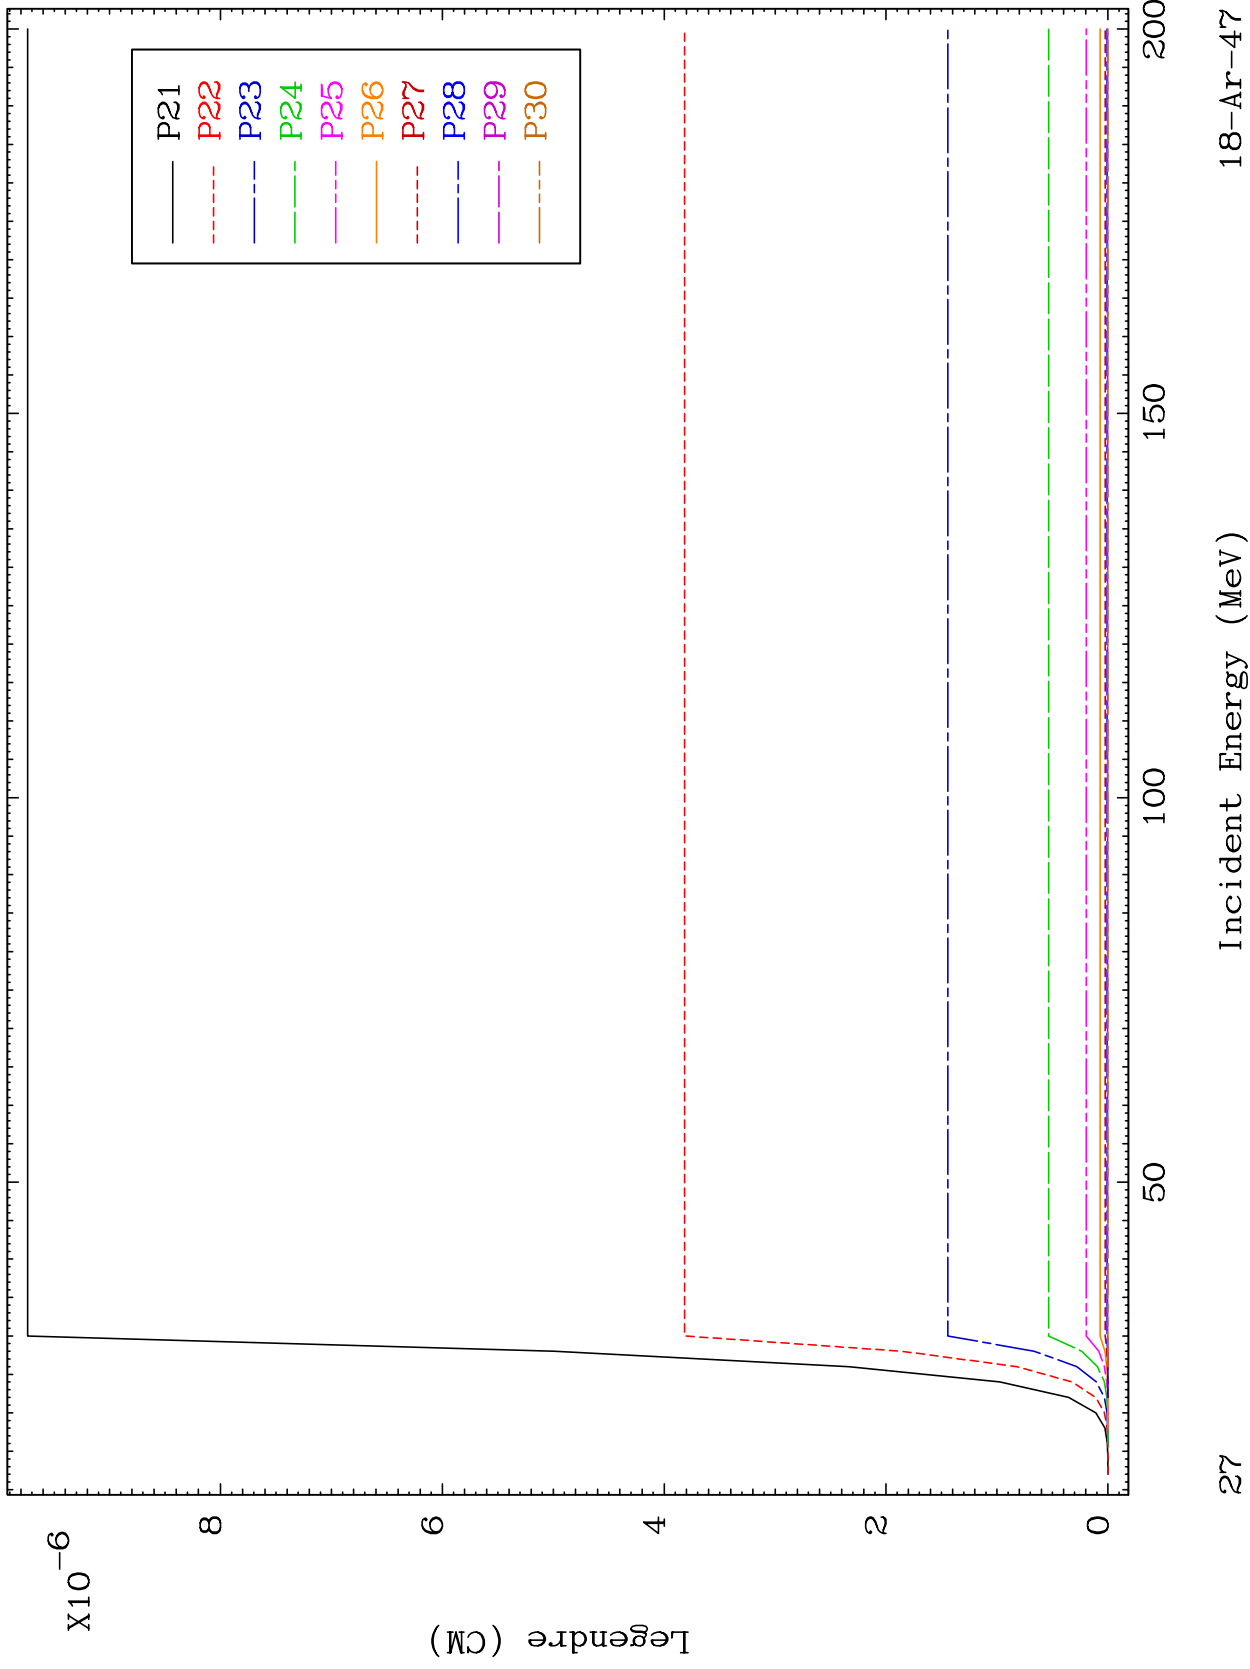 X10⁻⁶
Legendre (CM)
8
6
4
2
0
P21
P22
P23
P24
P25
P26
P27
P28
P29
P30
50
100
150
200
Incident Energy (MeV)
27
18-Ar-47